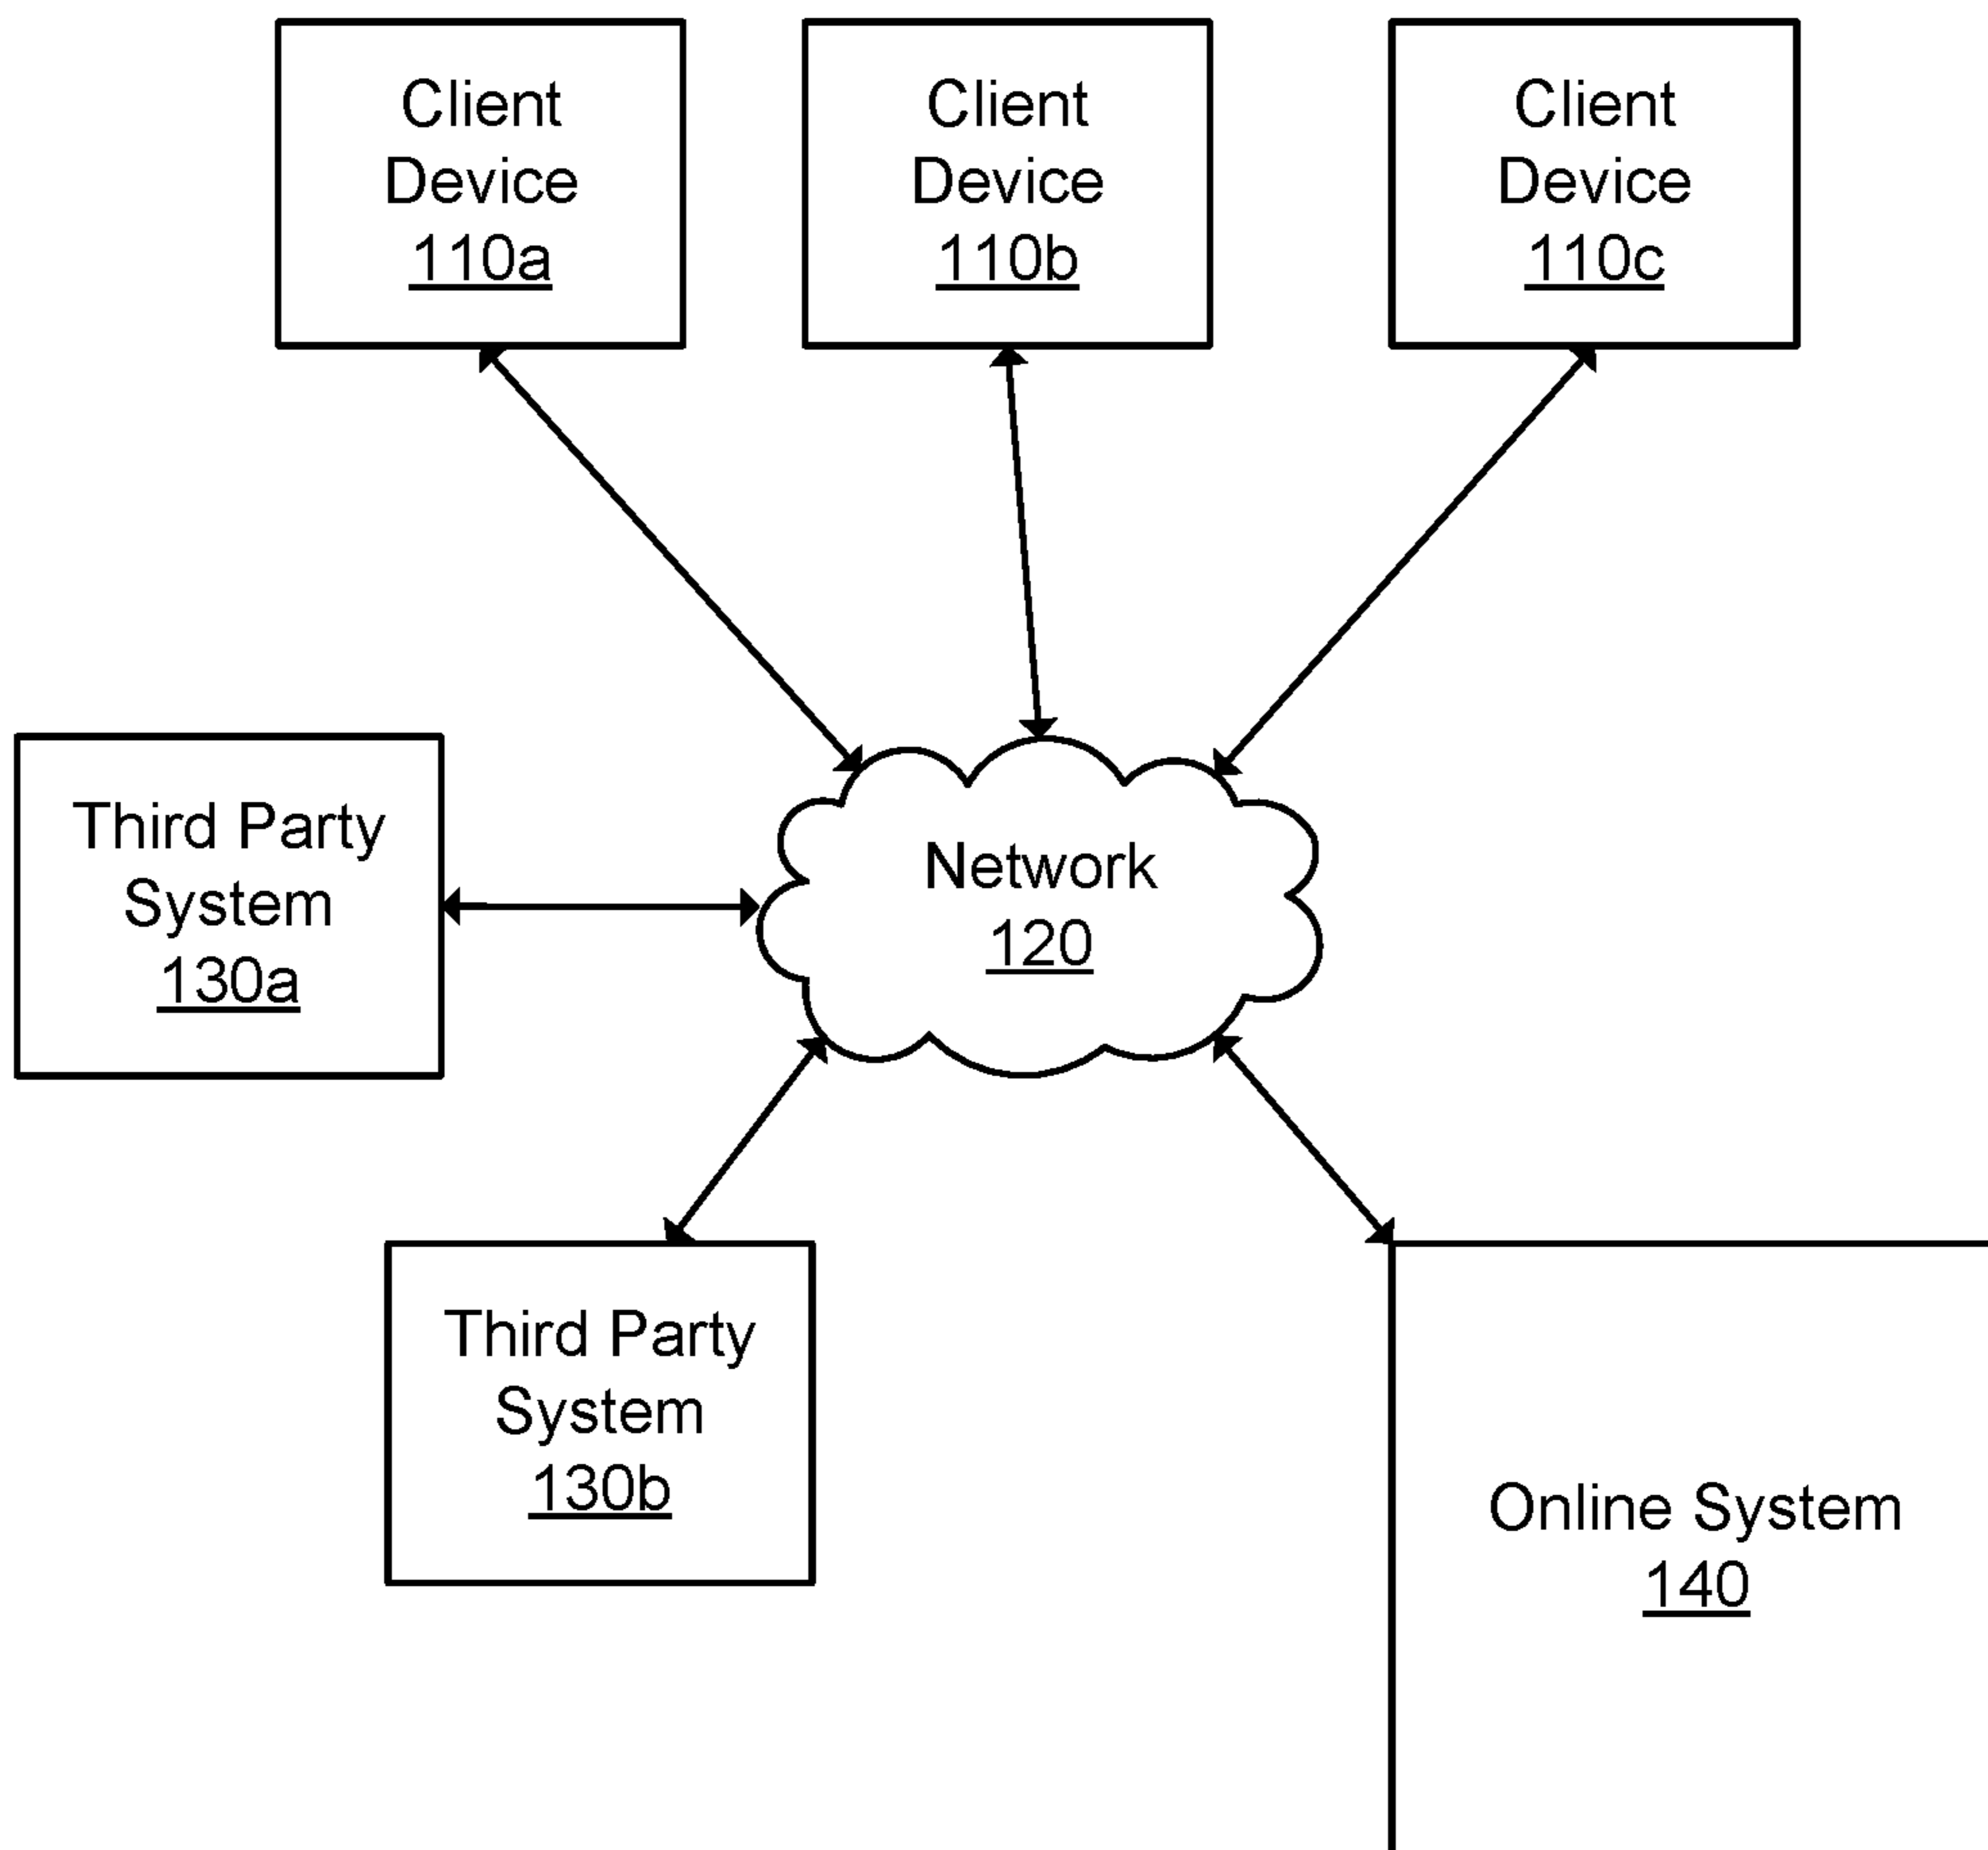 Client
Device
110a
Client
Device
110b
Client
Device
110c
Third Party
System
130a
Network
120
Third Party
System
130b
Online System
140